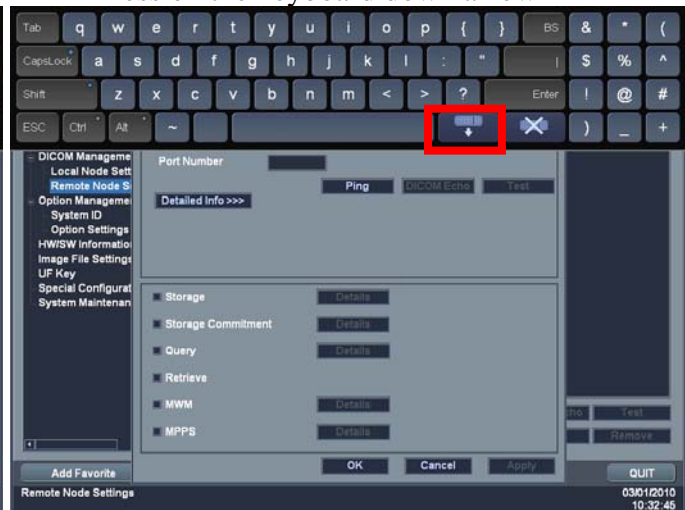 Tab q w e r t y u i o p { } BS & * (
CapsLock a s d f g h j k l : " | $ % ^
Shift z x c v b n m < > ? Enter ! @ #
ESC Ctrl Alt ~ ) _ +
DICOM Manageme
Port Number
Local Node Sett
Remote Node S
Ping DICOM Echo Test
Option Managemen
Detailed Info >>>
System ID
Option Settings
HW/SW Informatio
Image File Settings
UF Key
Special Configurat
System Maintenan
Storage Details
Storage Commitment Details
Query Details
Retrieve
MWM Details
cho Test
MPPS Details
Remove
OK Cancel Apply
Add Favorite
QUIT
Remote Node Settings
03/01/2010
10:32:45